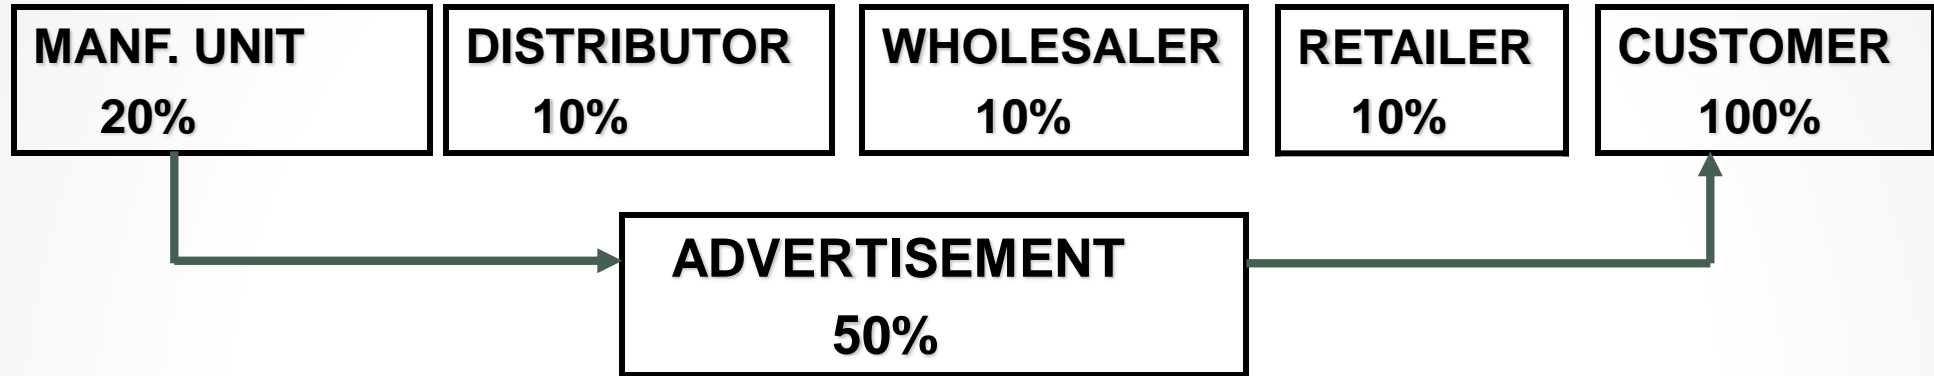 MANF. UNIT
20%
DISTRIBUTOR
10%
WHOLESALER
10%
RETAILER
10%
CUSTOMER
100%
ADVERTISEMENT
50%